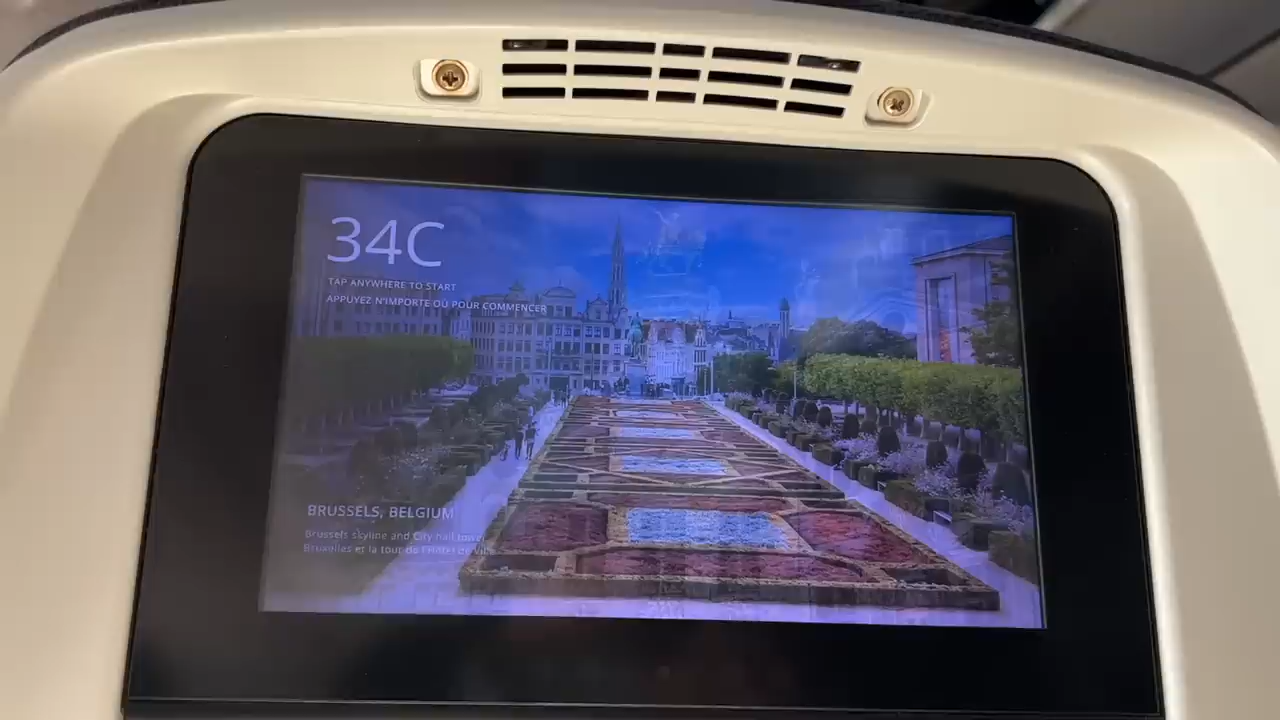 34C
TAP ANYWHERE TO START
APPUYEZ N'IMPORTE OÙ POUR COMMENCER
BRUSSELS, BELGIUM
Brussels skyline and City hall tower
Bruxelles et la tour de l'Hôtel de Ville